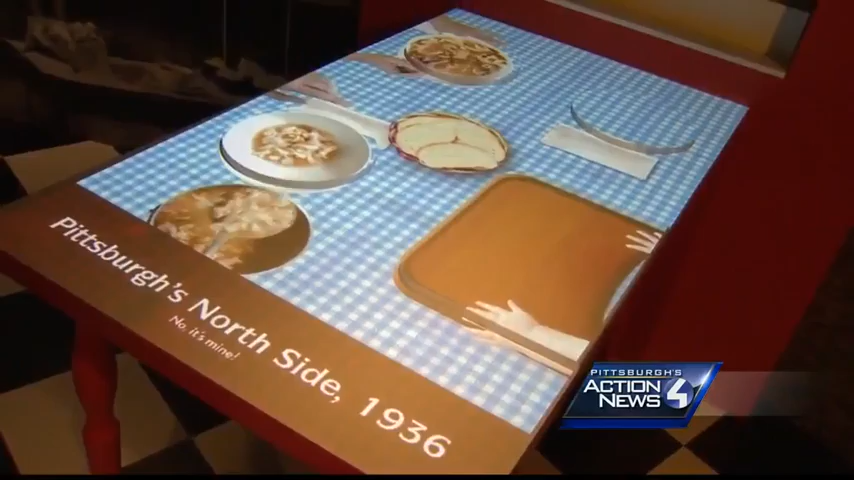 Pittsburgh's North Side, 1936
No, it's mine!
PITTSBURGH'S
ACTION 4
NEWS